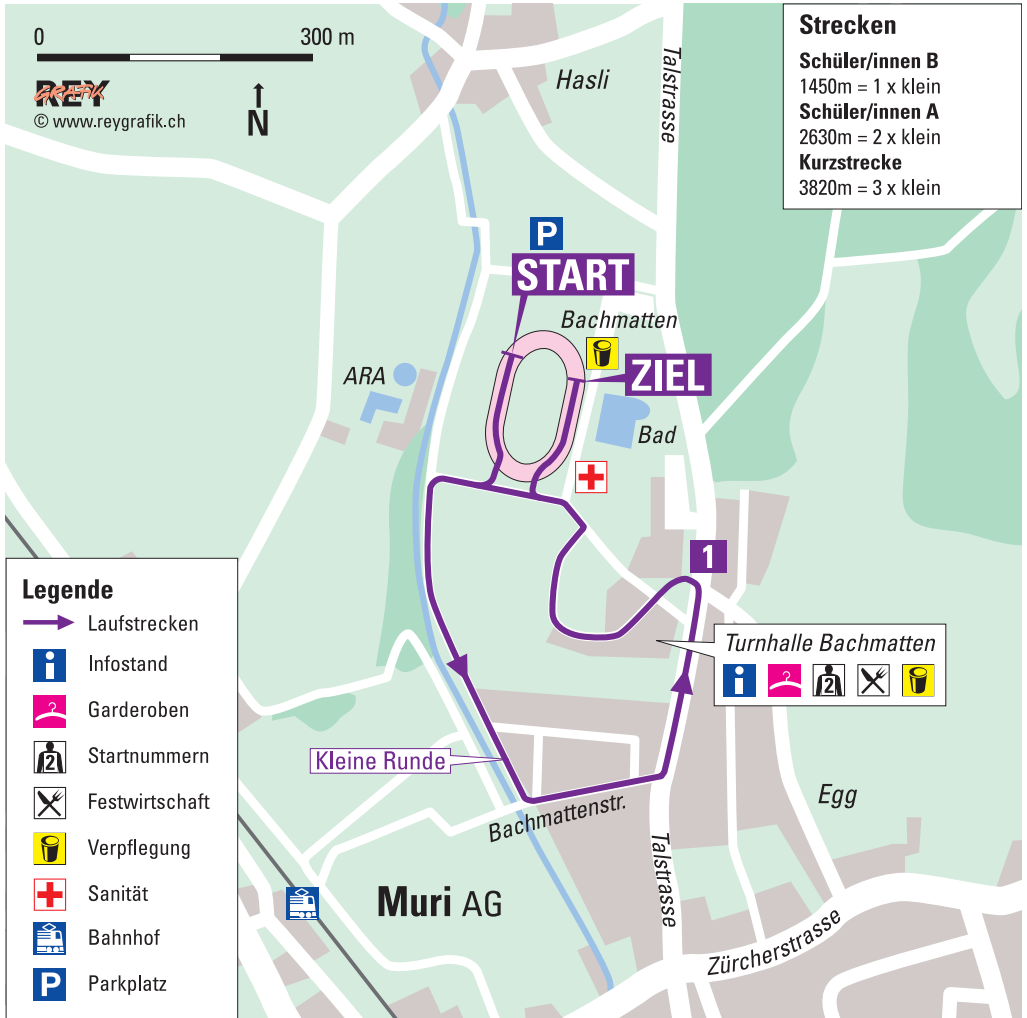 0 300 m
REY
GRAFIK
© www.reygrafik.ch
N
Strecken
Schüler/innen B
1450m = 1 x klein
Schüler/innen A
2630m = 2 x klein
Kurzstrecke
3820m = 3 x klein
Hasli
Talstrasse
P
START
Bachmatten
ZIEL
ARA
Bad
1
Turnhalle Bachmatten
i
2
Kleine Runde
Bachmattenstr.
Egg
Talstrasse
Muri AG
Zürcherstrasse
Legende
Laufstrecken
i Infostand
Garderoben
2 Startnummern
Festwirtschaft
Verpflegung
Sanität
Bahnhof
P Parkplatz